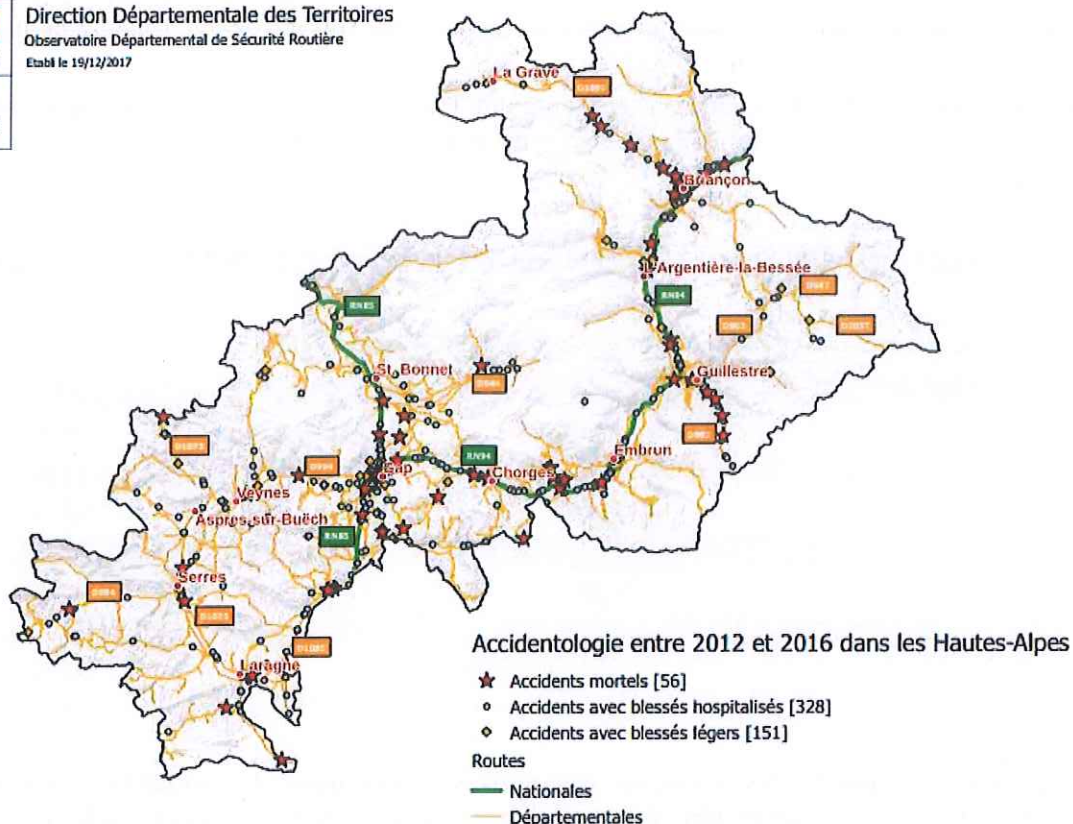 Direction Départementale des Territoires
Observatoire Départemental de Sécurité Routière
Etabli le 19/12/2017
La Grave
Briançon
L'Argentière-la-Bessée
RN94
RN85
St. Bonnet
Guillestre
Embrun
RN94
Chorges
Gap
D994
Veynes
Aspres-sur-Buëch
RN85
Serres
Laragne
Accidentologie entre 2012 et 2016 dans les Hautes-Alpes
Accidents mortels [56]
Accidents avec blessés hospitalisés [328]
Accidents avec blessés légers [151]
Routes
Nationales
Départementales